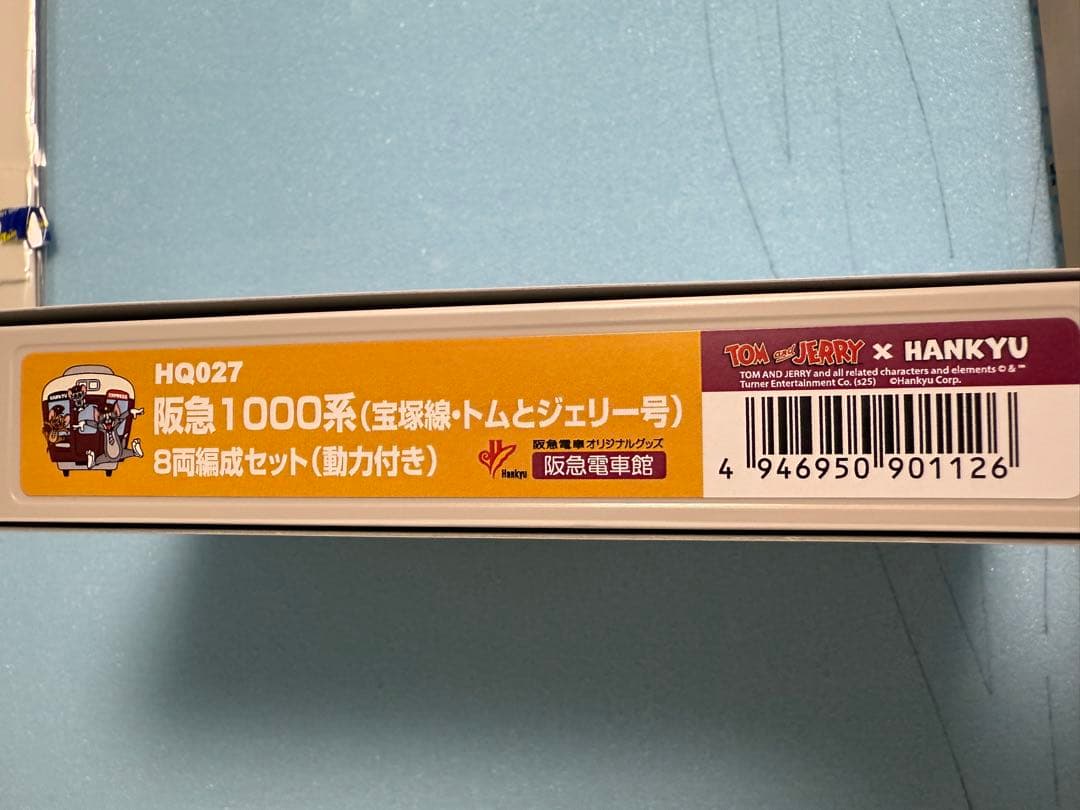 HQ027
阪急1000系(宝塚線・トムとジェリー号)
8両編成セット(動力付き)
Hankyu
阪急電車オリジナルグッズ
阪急電車館
TOM and JERRY × HANKYU
TOM AND JERRY and all related characters and elements © & ™
Turner Entertainment Co. (s25) ©Hankyu Corp.
4 946950 901126